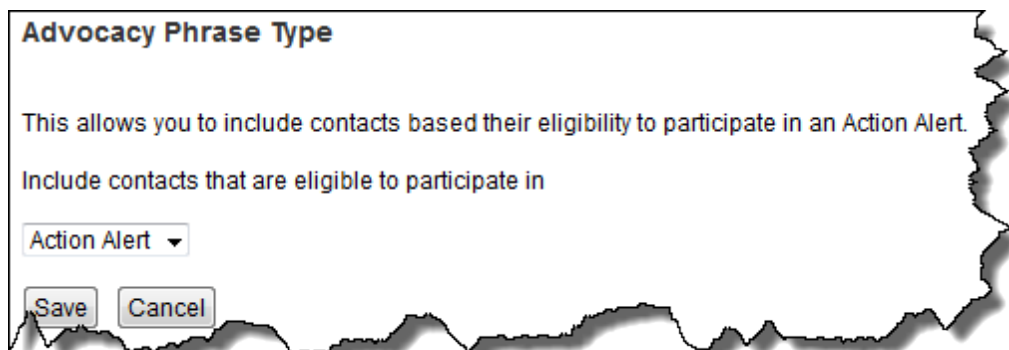 Advocacy Phrase Type
This allows you to include contacts based their eligibility to participate in an Action Alert.
Include contacts that are eligible to participate in
Action Alert
Save Cancel